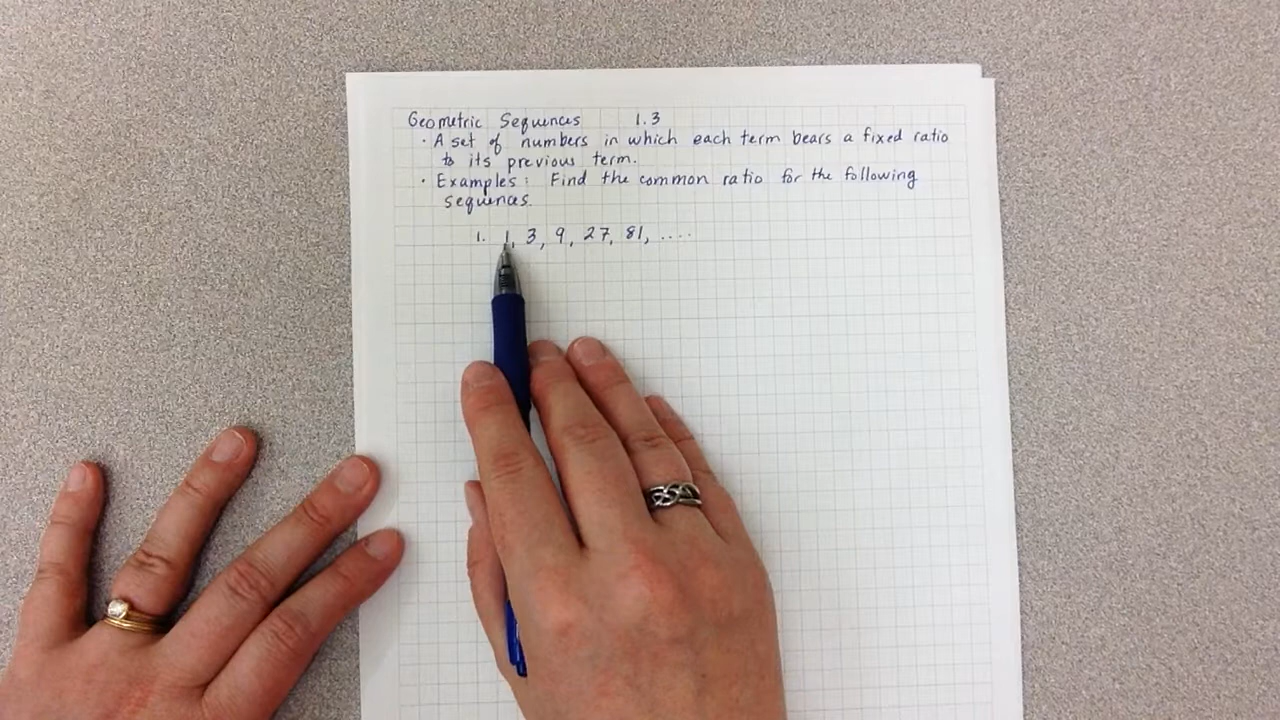 Geometric Sequences 1.3
· A set of numbers in which each term bears a fixed ratio
to its previous term.
· Examples: Find the common ratio for the following
sequences.
1. 1, 3, 9, 27, 81, ....